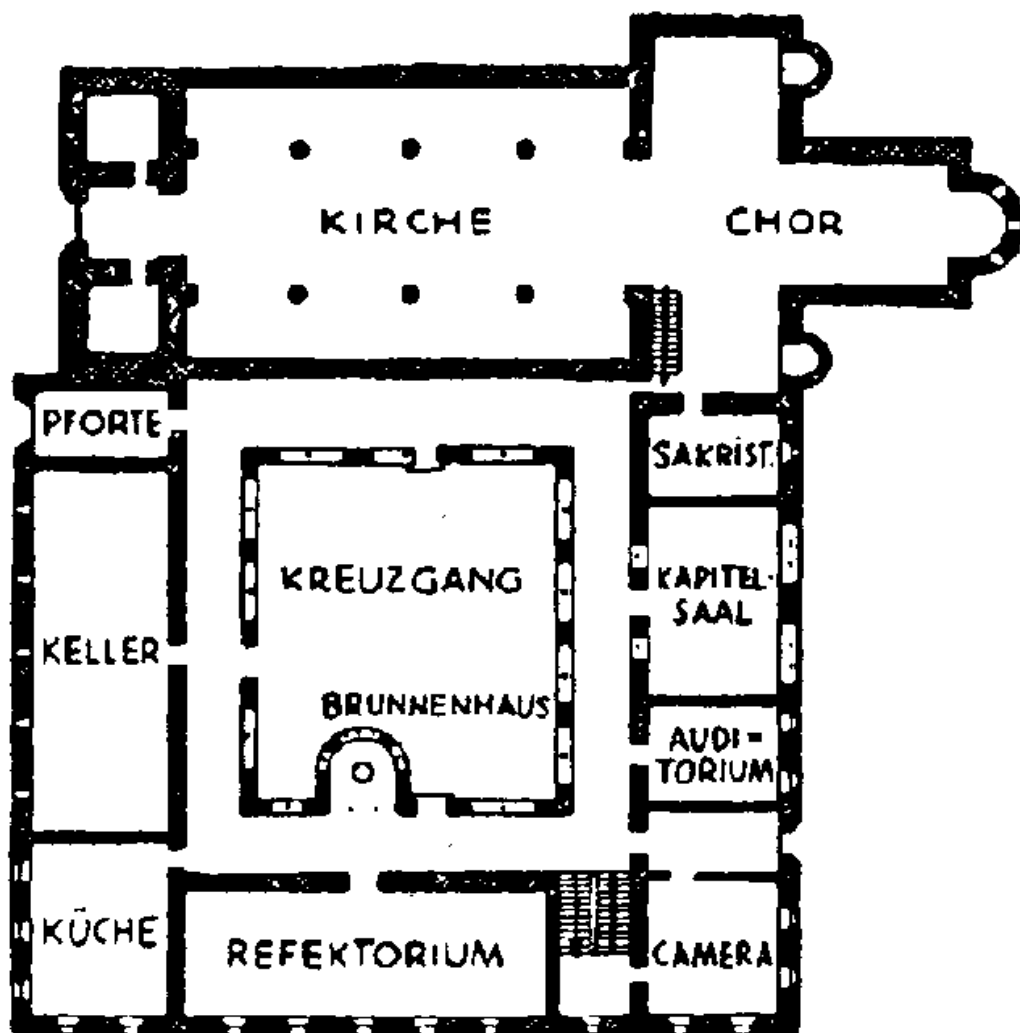 KIRCHE
CHOR
PFORTE
SAKRIST.
KREUZGANG
KAPITEL-
SAAL
KELLER
BRUNNENHAUS
AUDI=
TORIUM
KÜCHE
REFEKTORIUM
CAMERA